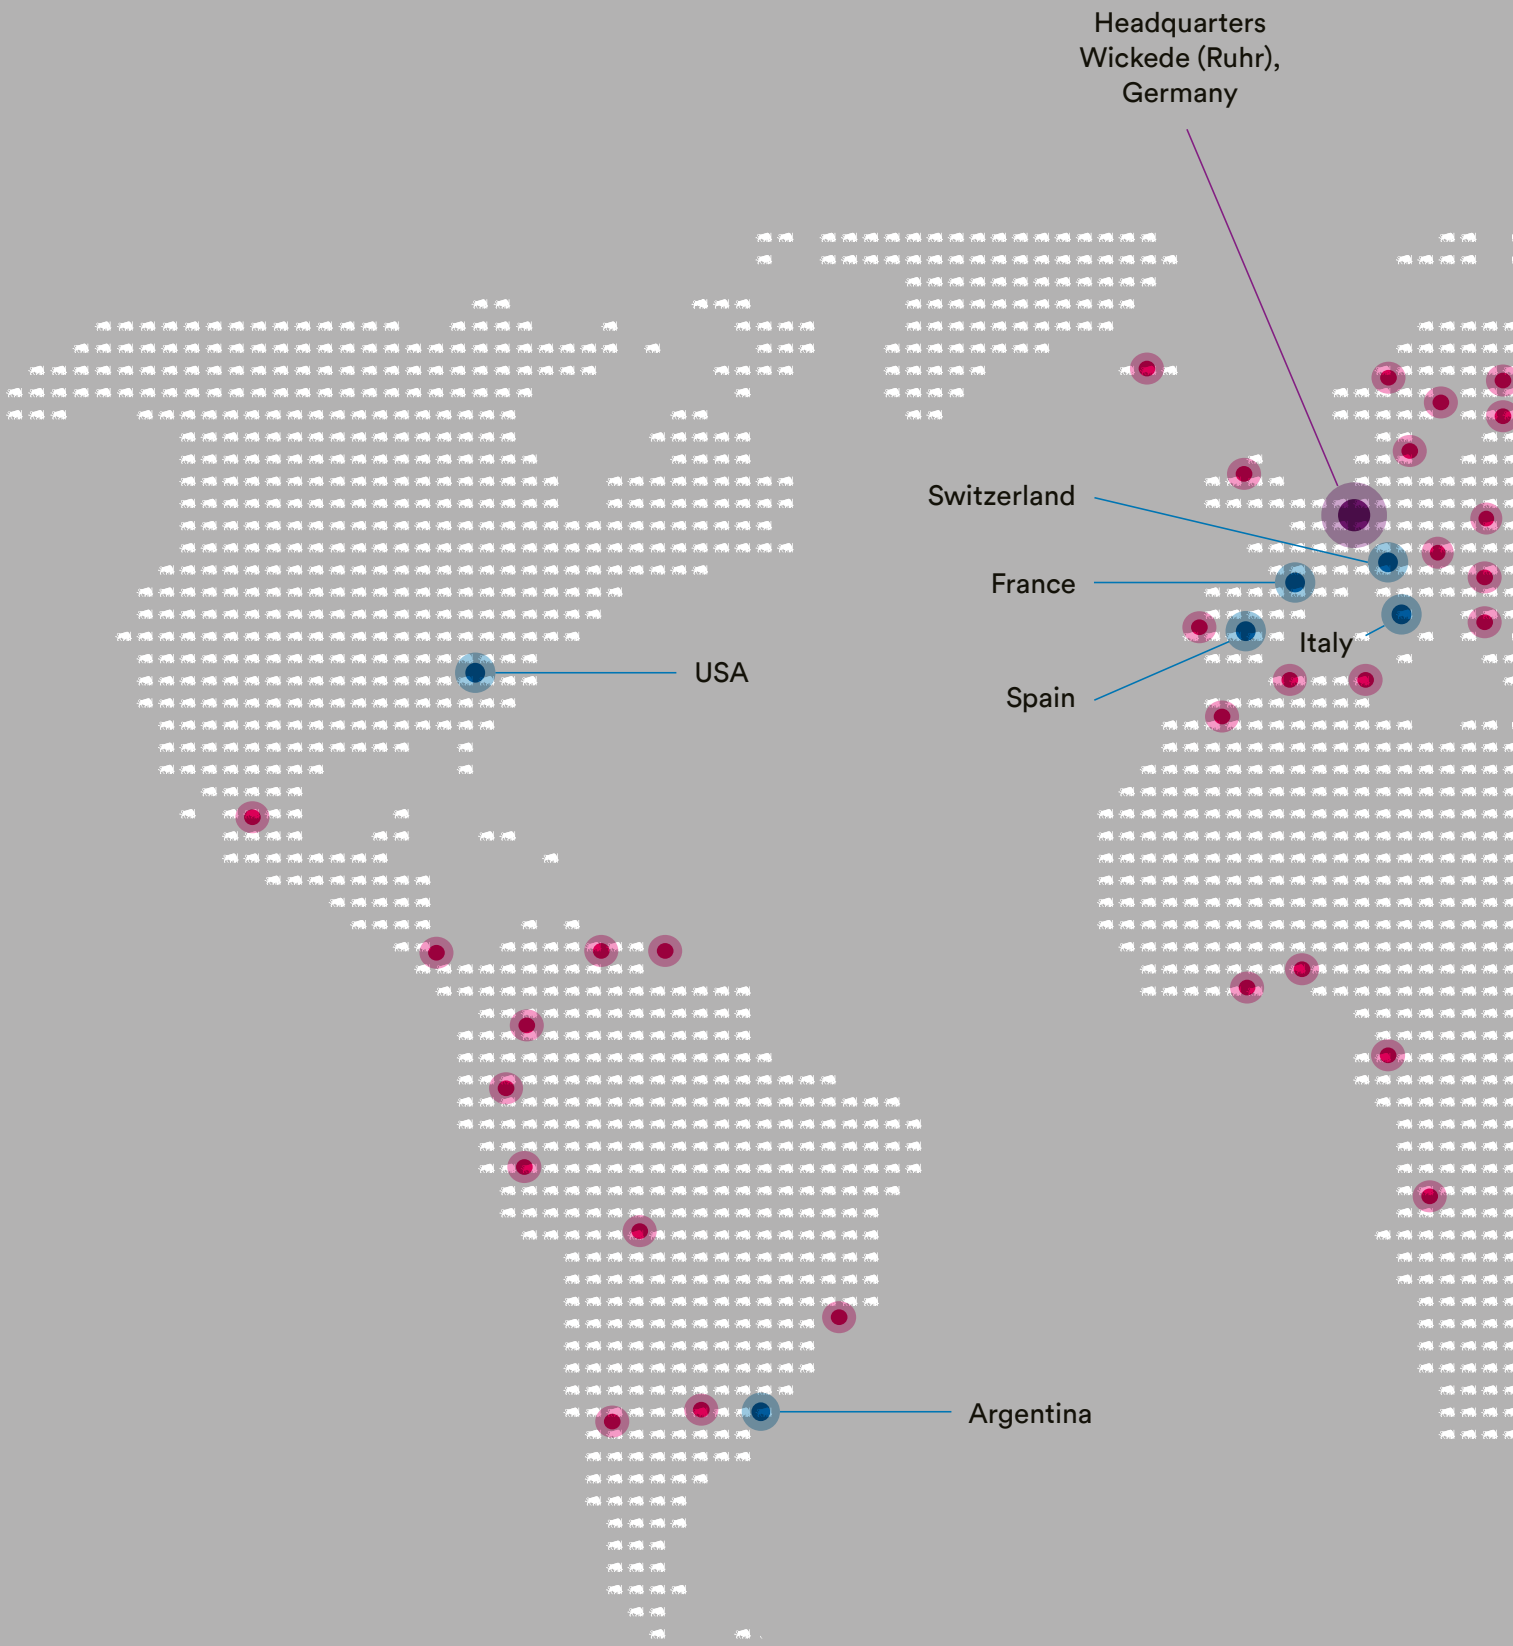 Headquarters
Wickede (Ruhr),
Germany
Switzerland
France
Italy
USA
Spain
Argentina